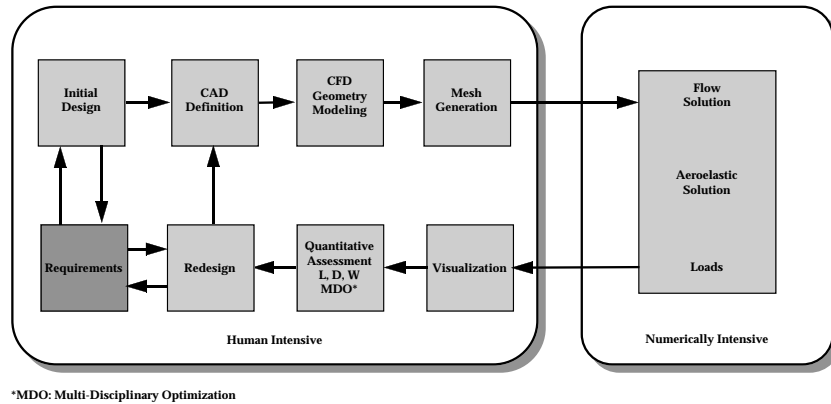 Initial
Design
CAD
Definition
CFD
Geometry
Modeling
Mesh
Generation
Flow
Solution
Aeroelastic
Solution
Loads
Requirements
Redesign
Quantitative
Assessment
L, D, W
MDO*
Visualization
Human Intensive
Numerically Intensive
*MDO: Multi-Disciplinary Optimization